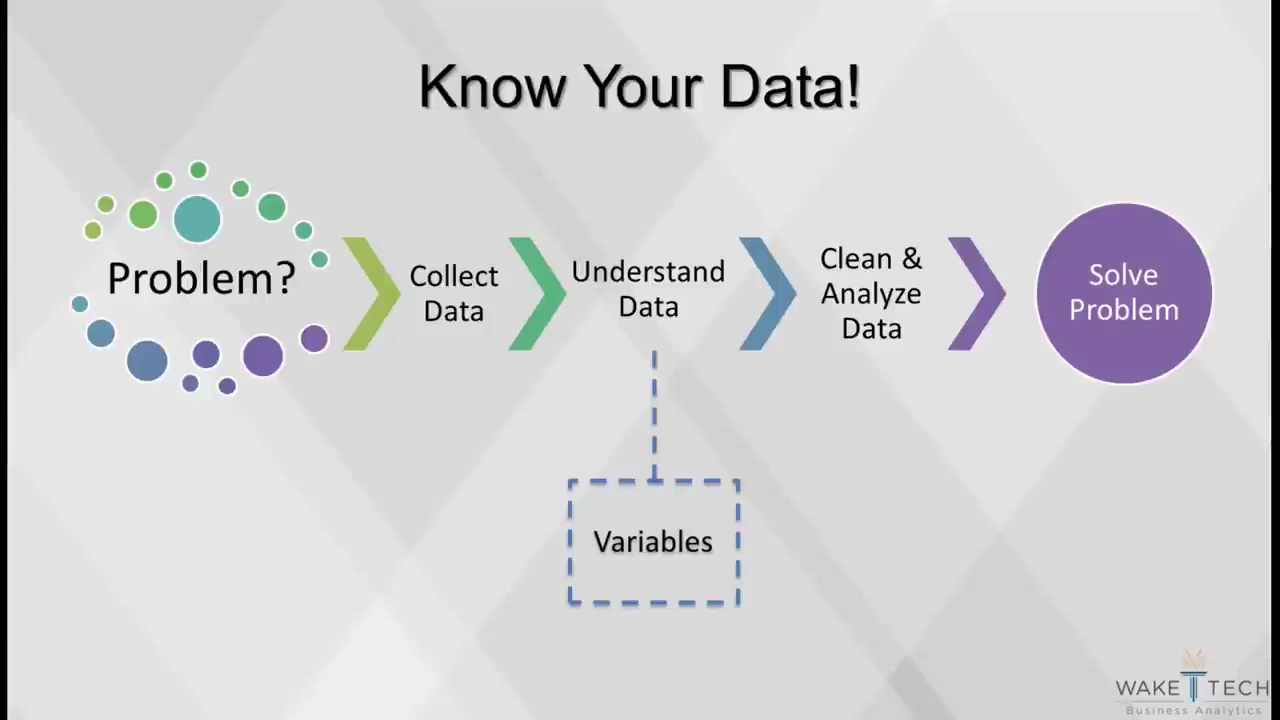 Know Your Data!
Problem?
Collect
Data
Understand
Data
Clean &
Analyze
Data
Solve
Problem
Variables
WAKE TECH
Business Analytics